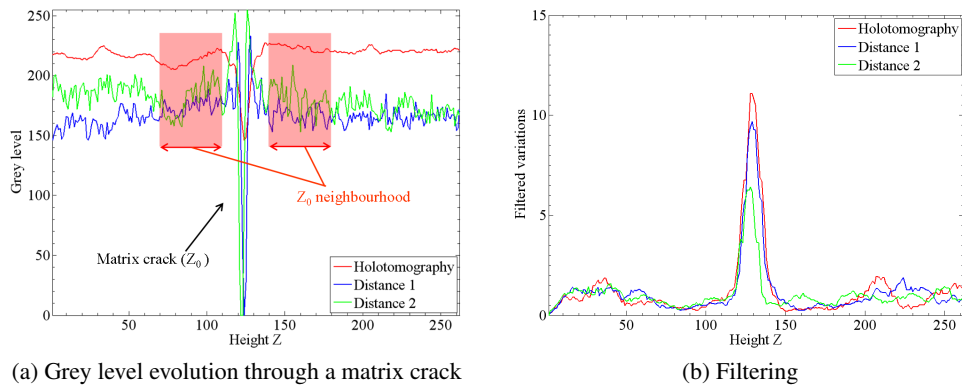 250
200
150
100
50
0
Grey level
Z0 neighbourhood
Matrix crack (Z0)
Holotomography
Distance 1
Distance 2
50
100
150
200
250
Height Z
(a) Grey level evolution through a matrix crack
15
10
5
0
Filtered variations
Holotomography
Distance 1
Distance 2
50
100
150
200
250
Height Z
(b) Filtering